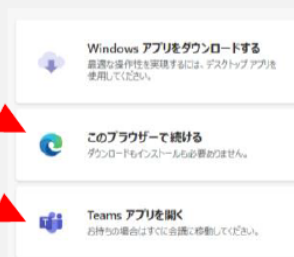 Windows アプリをダウンロードする
最適な操作性を実現するには、デスクトップ アプリを
使用してください。
このブラウザーで続ける
ダウンロードもインストールも必要ありません。
Teams アプリを開く
お持ちの場合はすぐに会議に移動してください。